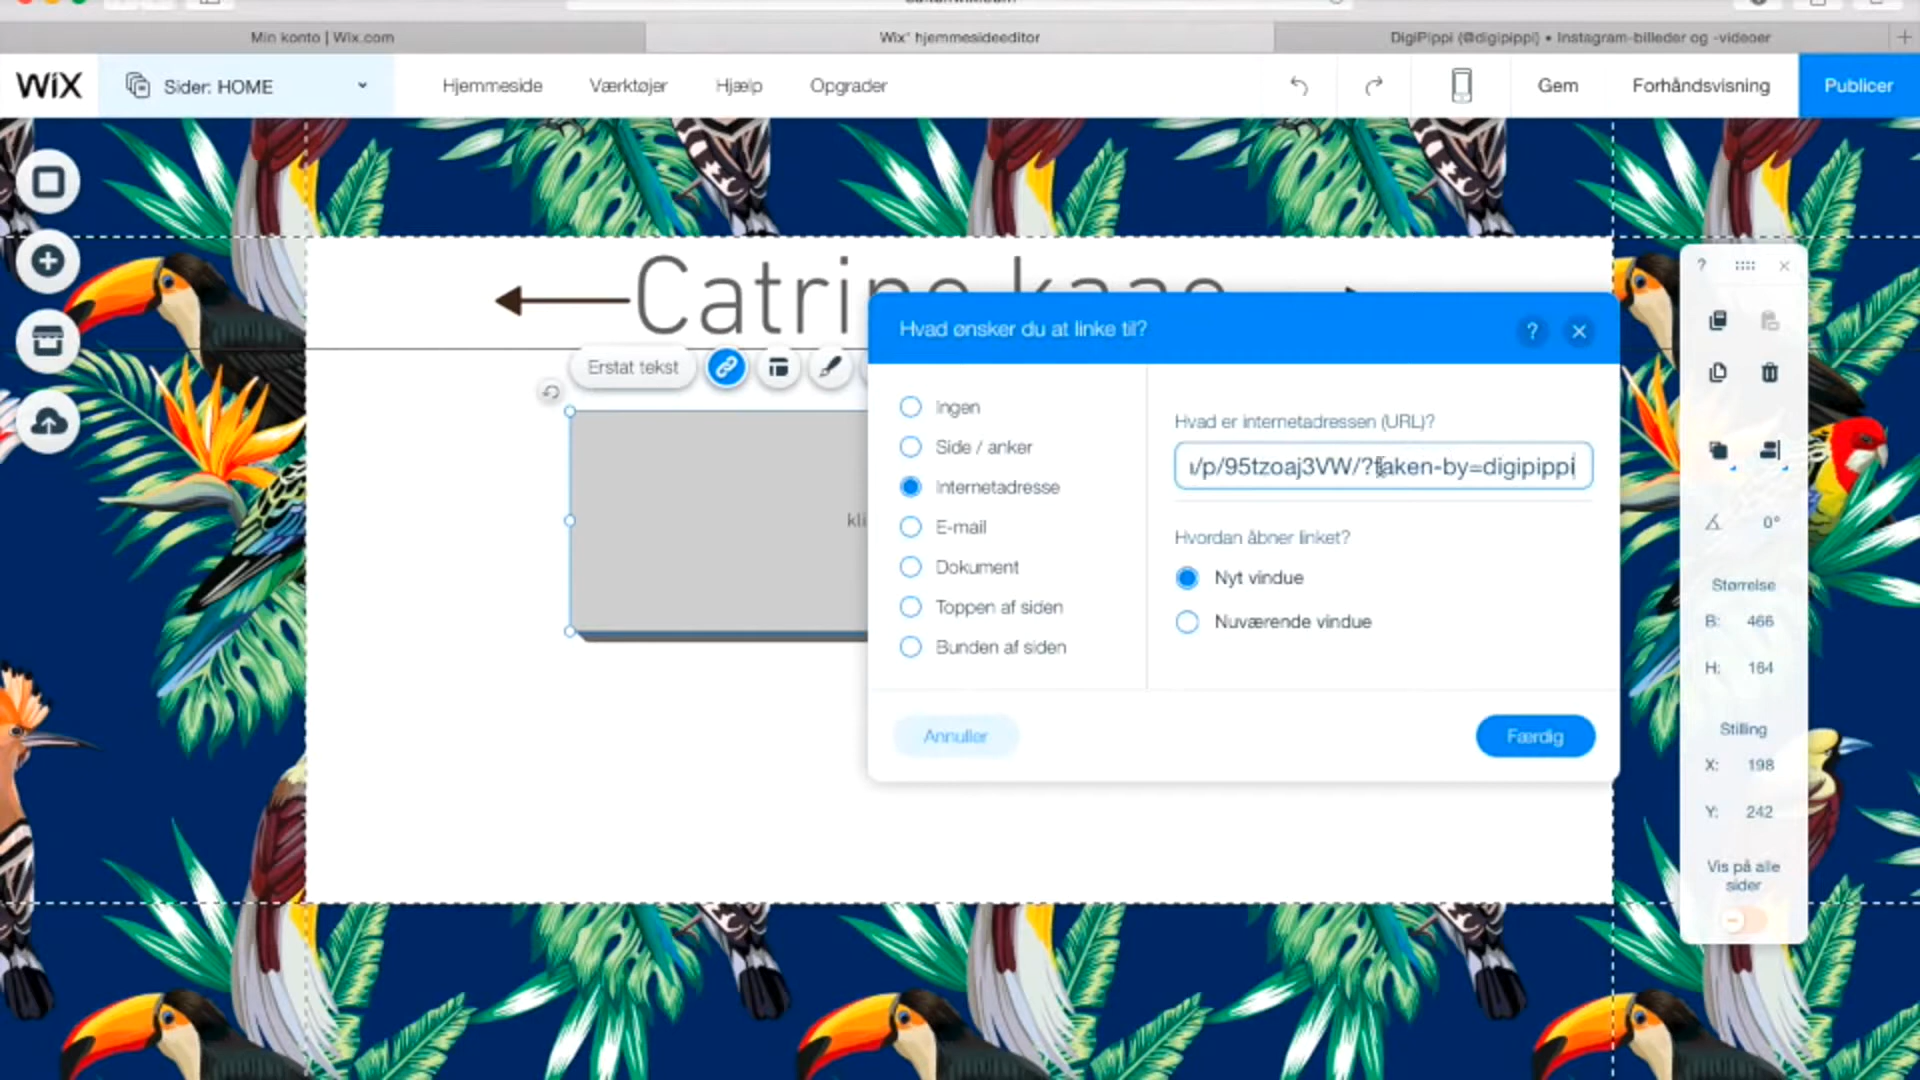 Min konto | Wix.com
Wix' hjemmesideeditor
DigiPippi (@digipippi) • Instagram-billeder og -videoer
WiX
Sider: HOME
Hjemmeside
Værktøjer
Hjælp
Opgrader
Gem
Forhåndsvisning
Publicer
Erstat tekst
Hvad ønsker du at linke til?
?
Ingen
Side / anker
Internetadresse
E-mail
Dokument
Toppen af siden
Bunden af siden
Hvad er internetadressen (URL)?
/p/95tzoaj3VW/?taken-by=digipippi
Hvordan åbner linket?
Nyt vindue
Nuværende vindue
Annuller
Færdig
kli
?
0°
Størrelse
B: 466
H: 164
Stilling
X: 198
Y: 242
Vis på alle
sider